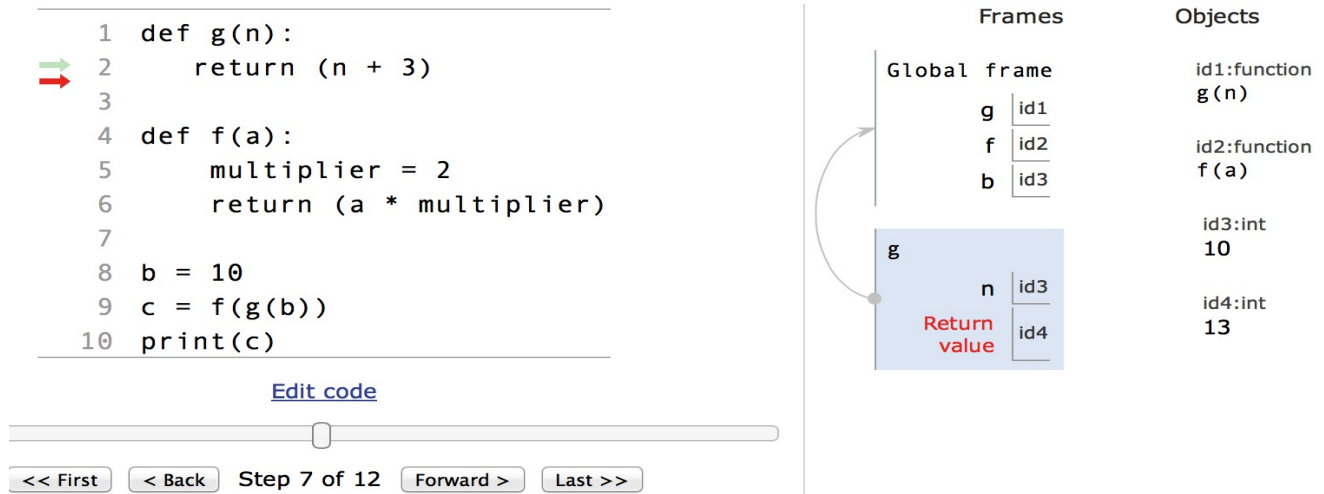 1 def g(n):
2 return (n + 3)
3
4 def f(a):
5 multiplier = 2
6 return (a * multiplier)
7
8 b = 10
9 c = f(g(b))
10 print(c)
Edit code
<< First < Back Step 7 of 12 Forward > Last >>
Frames Objects
Global frame
g id1
f id2
b id3
g
n id3
Return
value id4
id1:function
g(n)
id2:function
f(a)
id3:int
10
id4:int
13